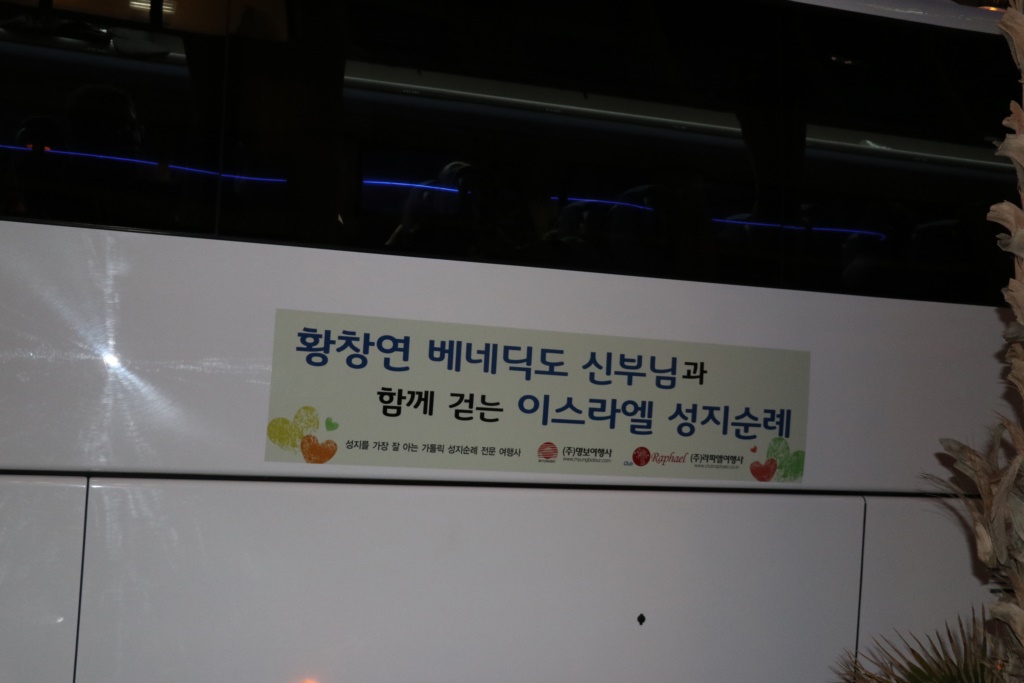 황창연 베네딕도 신부님과
함께 걷는 이스라엘 성지순례
성지를 가장 잘 아는 가톨릭 성지순례 전문 여행사 (주)명보여행사 Raphael (주)라파엘여행사